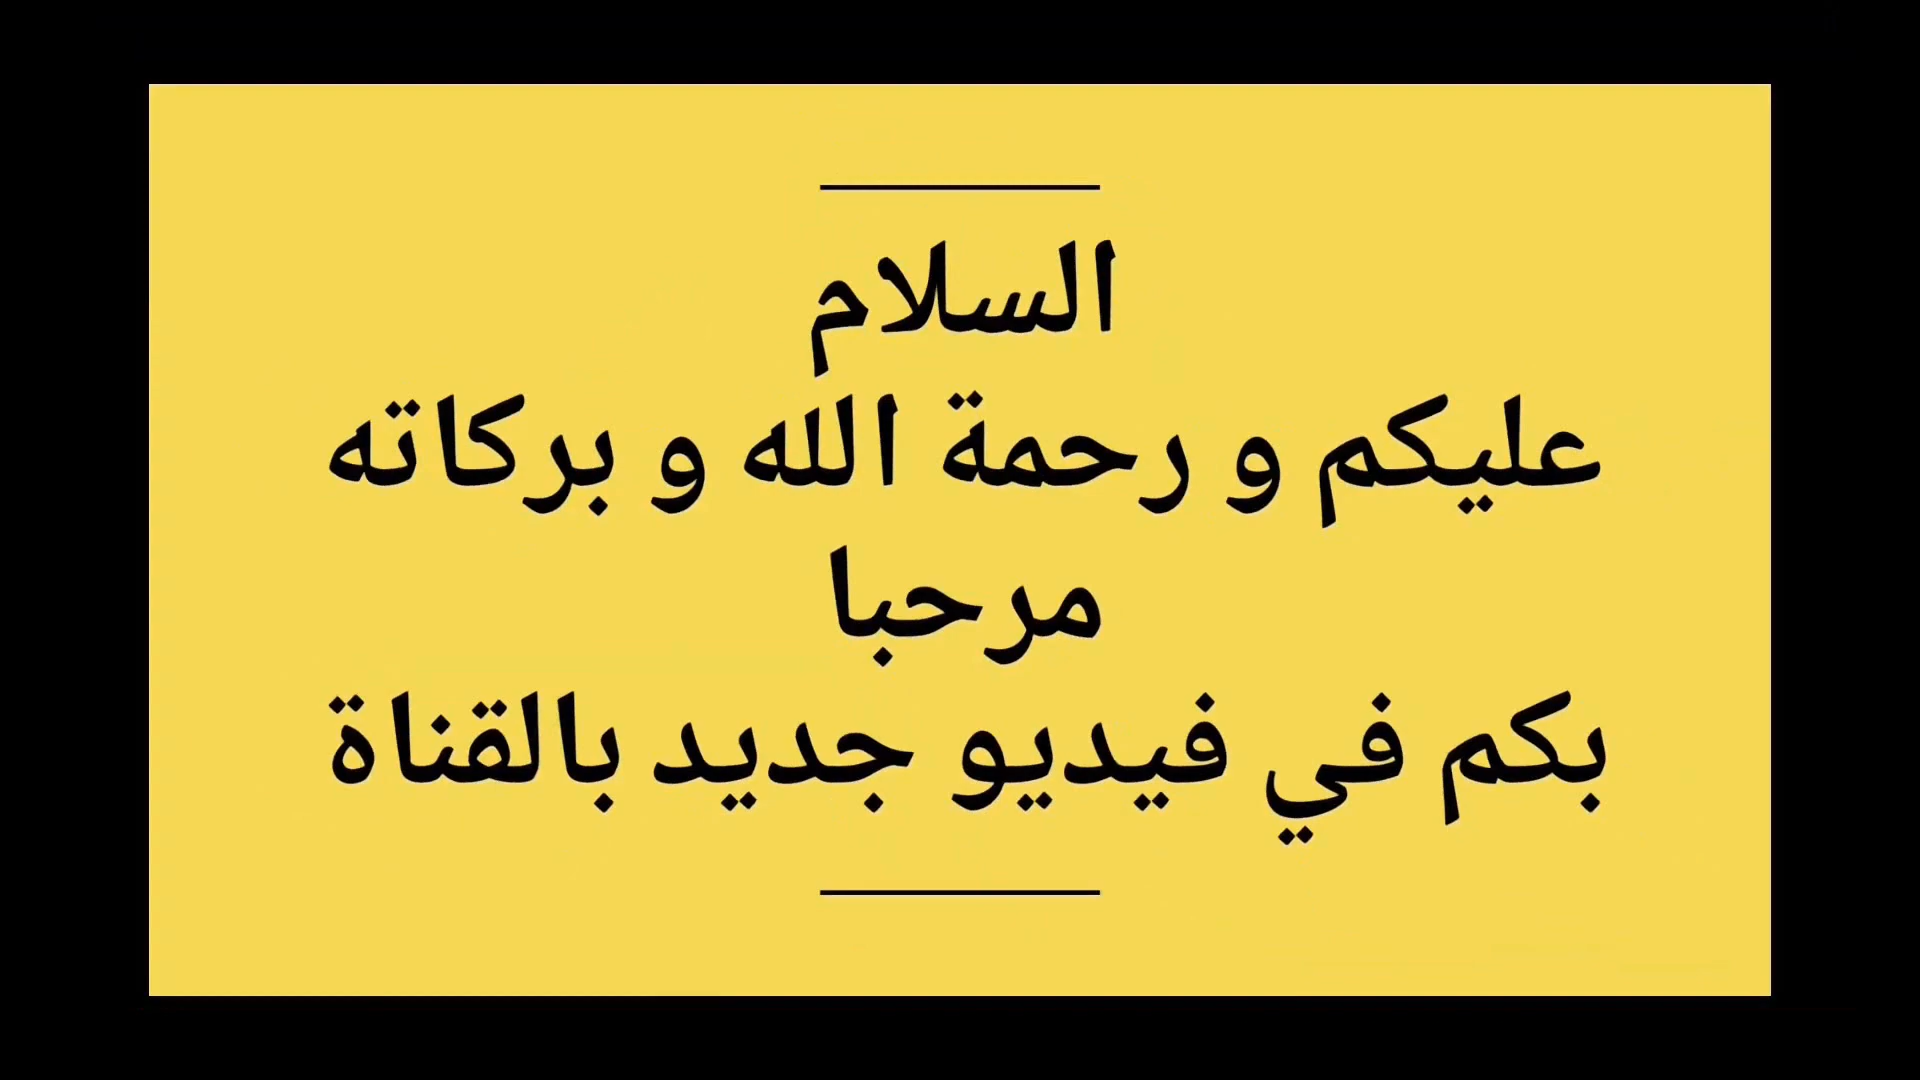 السلام
عليكم و رحمة الله و بركاته
مرحبا
بكم في فيديو جديد بالقناة